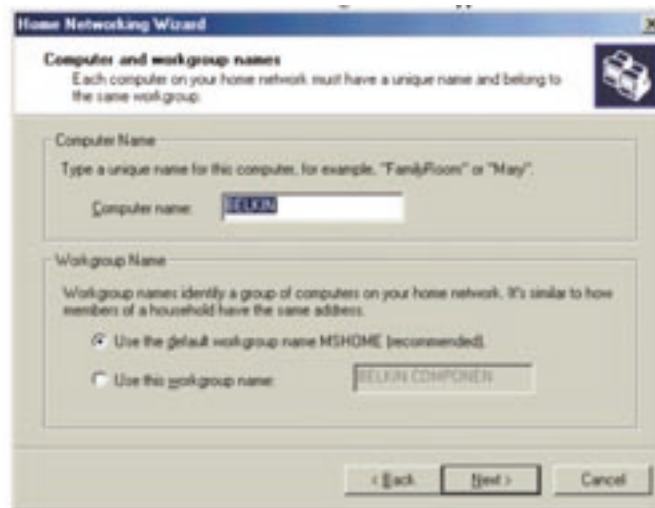 Home Networking Wizard
Computer and workgroup names
Each computer on your home network must have a unique name and belong to
the same workgroup.
Computer Name
Type a unique name for this computer, for example, "FamilyRoom" or "Mary".
Computer name:
BELKIN
Workgroup Name
Workgroup names identify a group of computers on your home network. It's similar to how
members of a household have the same address.
Use the default workgroup name MSHOME (recommended).
Use this workgroup name:
BELKIN COMPONEN
< Back
Next >
Cancel